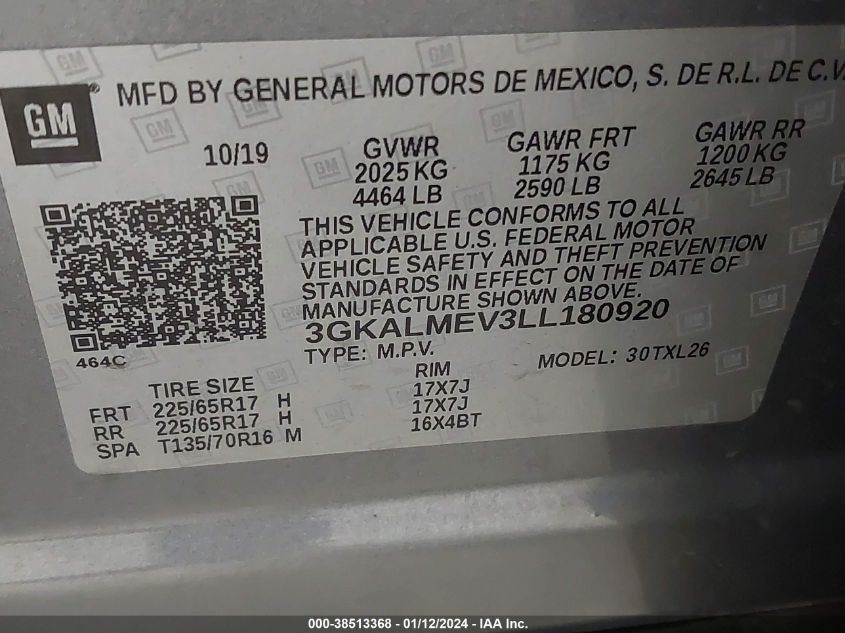 GM ® MFD BY GENERAL MOTORS DE MEXICO, S. DE R.L. DE C.V.
10/19 GVWR GAWR FRT GAWR RR
2025 KG 1175 KG 1200 KG
4464 LB 2590 LB 2645 LB
THIS VEHICLE CONFORMS TO ALL
APPLICABLE U.S. FEDERAL MOTOR
VEHICLE SAFETY AND THEFT PREVENTION
STANDARDS IN EFFECT ON THE DATE OF
MANUFACTURE SHOWN ABOVE.
3GKALMEV3LL180920
464C TYPE: M.P.V. MODEL: 30TXL26
TIRE SIZE RIM
FRT 225/65R17 H 17X7J
RR 225/65R17 H 17X7J
SPA T135/70R16 M 16X4BT
000-38513368 - 01/12/2024 - IAA Inc.